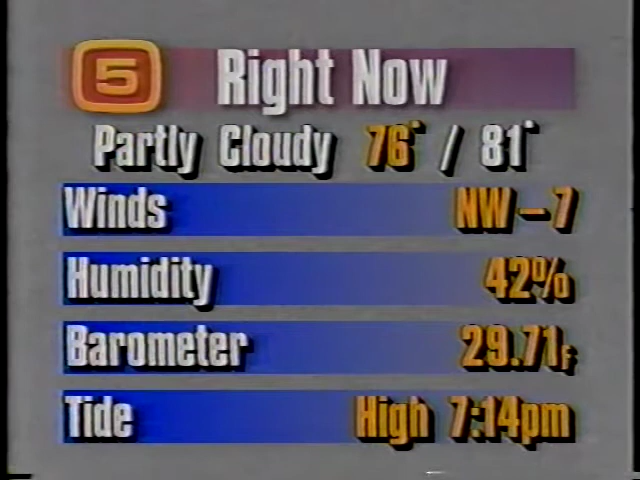 5 Right Now
Partly Cloudy 76° / 81°
Winds NW–7
Humidity 42%
Barometer 29.71F
Tide High 7:14pm